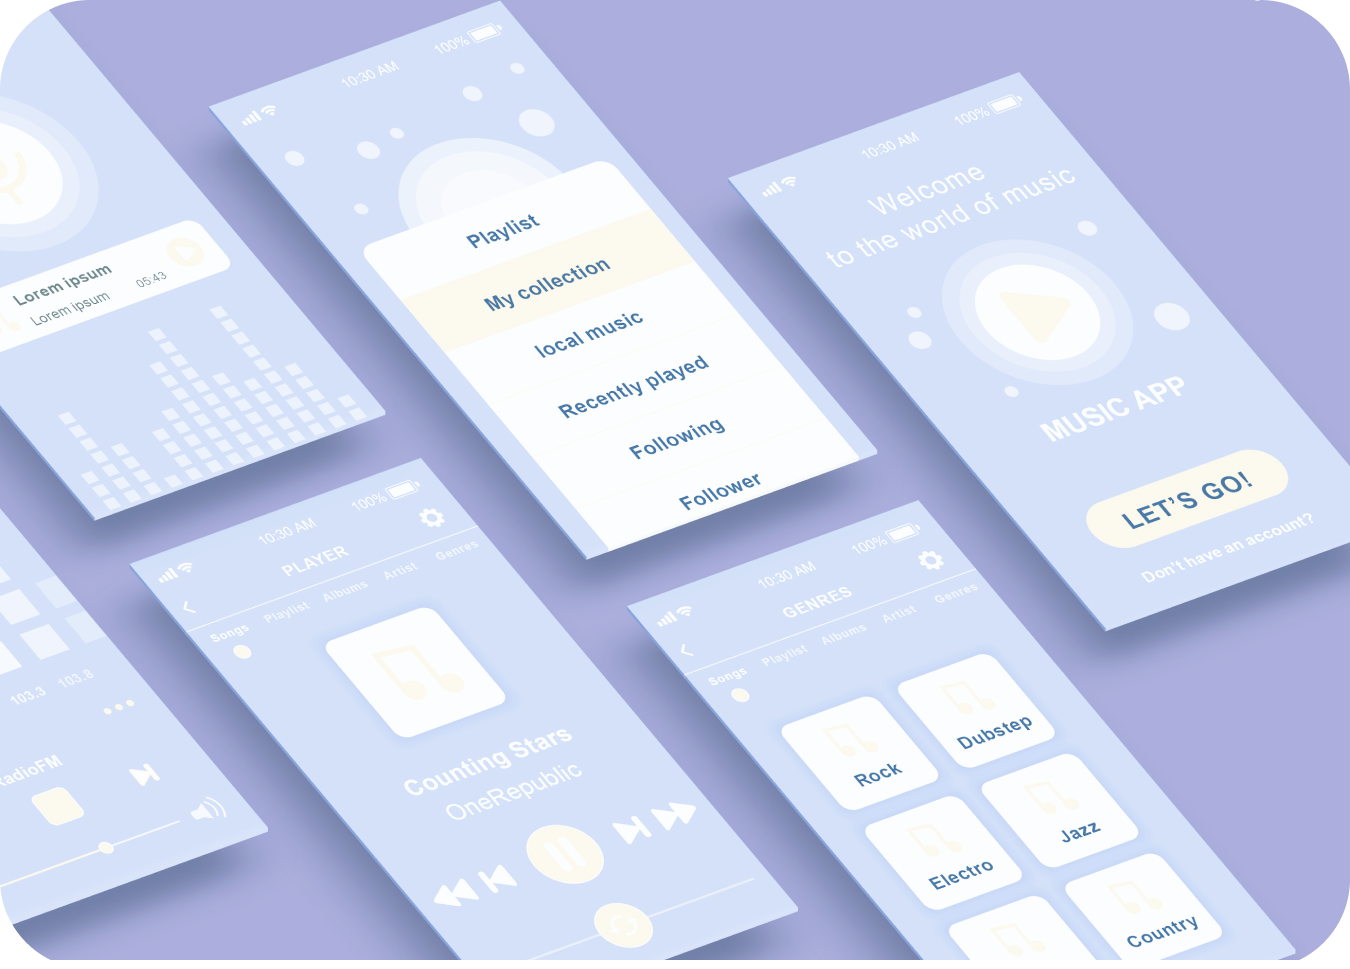 Lorem ipsum
Lorem ipsum
05:43
10:30 AM
100%
Playlist
My collection
local music
Recently played
Following
Follower
10:30 AM
100%
Welcome
to the world of music
MUSIC APP
LET’S GO!
Don't have an account?
103.3 103.8
adioFM
10:30 AM
100%
PLAYER
Songs Playlist Albums Artist Genres
Counting Stars
OneRepublic
10:30 AM
100%
GENRES
Songs Playlist Albums Artist Genres
Rock
Dubstep
Electro
Jazz
Country